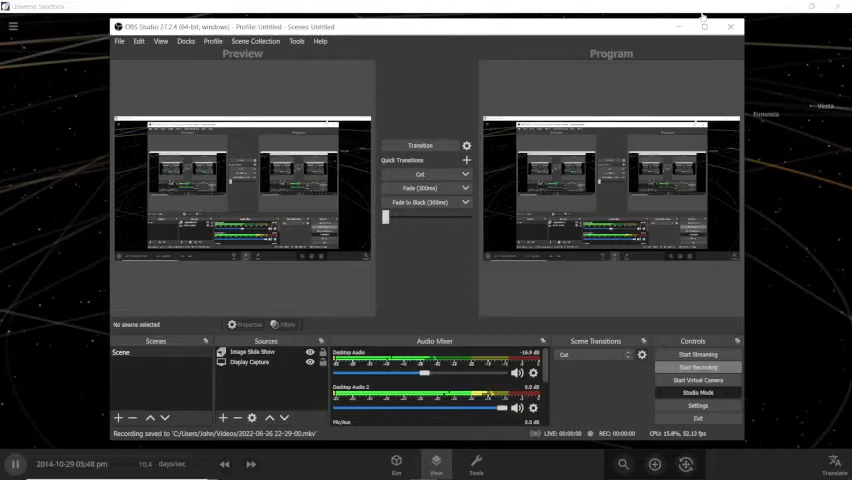 Universe Sandbox
OBS Studio 27.2.4 (64-bit, windows) - Profile: Untitled - Scenes: Untitled
File Edit View Docks Profile Scene Collection Tools Help
Preview
Program
Vesta
Eunomia
Transition
Quick Transitions
Cut
Fade (300ms)
Fade to Black (300ms)
No source selected
Properties
Filters
Scenes
Sources
Audio Mixer
Scene Transitions
Controls
Scene
Image Slide Show
Display Capture
Desktop Audio
-16.9 dB
Desktop Audio 2
0.0 dB
Mic/Aux
0.0 dB
Cut
Start Streaming
Start Recording
Start Virtual Camera
Studio Mode
Settings
Exit
Recording saved to 'C:/Users/John/Videos/2022-06-26 22-29-00.mkv'
LIVE: 00:00:00
REC: 00:00:00
CPU: 15.8%, 52.13 fps
2014-10-29 05:48 pm
10.4 days/sec
Sim
View
Tools
Translate